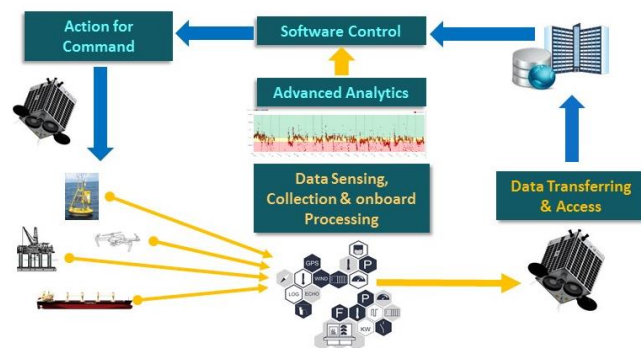 Action for
Command
Software Control
Advanced Analytics
Data Sensing,
Collection & onboard
Processing
Data Transferring
& Access
GPS
P
WIND
LOG
ECHO
P
F
KW